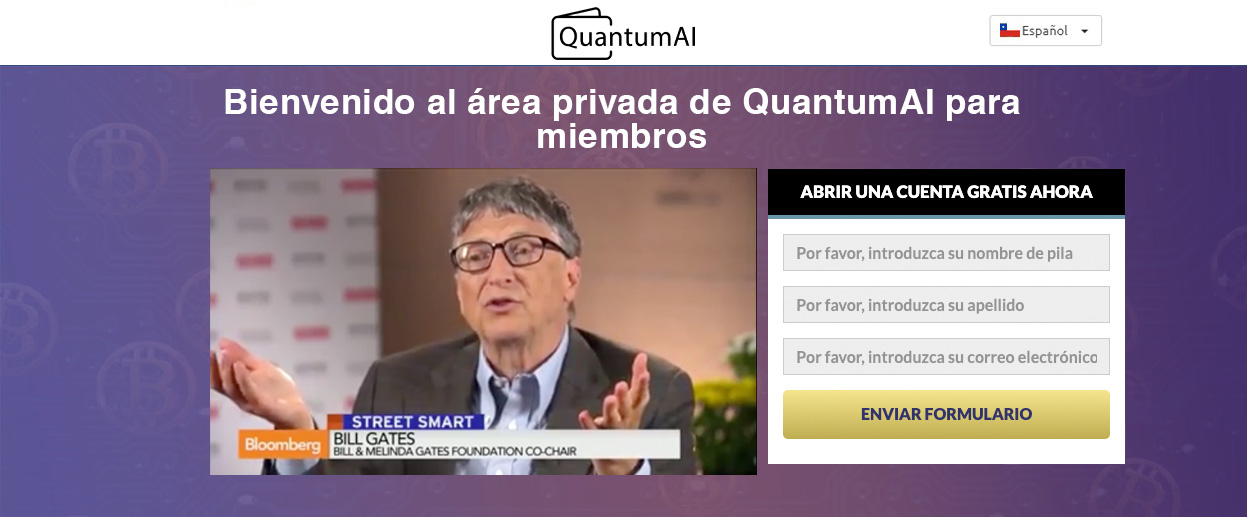 QuantumAI
Español
Bienvenido al área privada de QuantumAI para
miembros
STREET SMART
Bloomberg
BILL GATES
BILL & MELINDA GATES FOUNDATION CO-CHAIR
ABRIR UNA CUENTA GRATIS AHORA
Por favor, introduzca su nombre de pila
Por favor, introduzca su apellido
Por favor, introduzca su correo electrónico
ENVIAR FORMULARIO